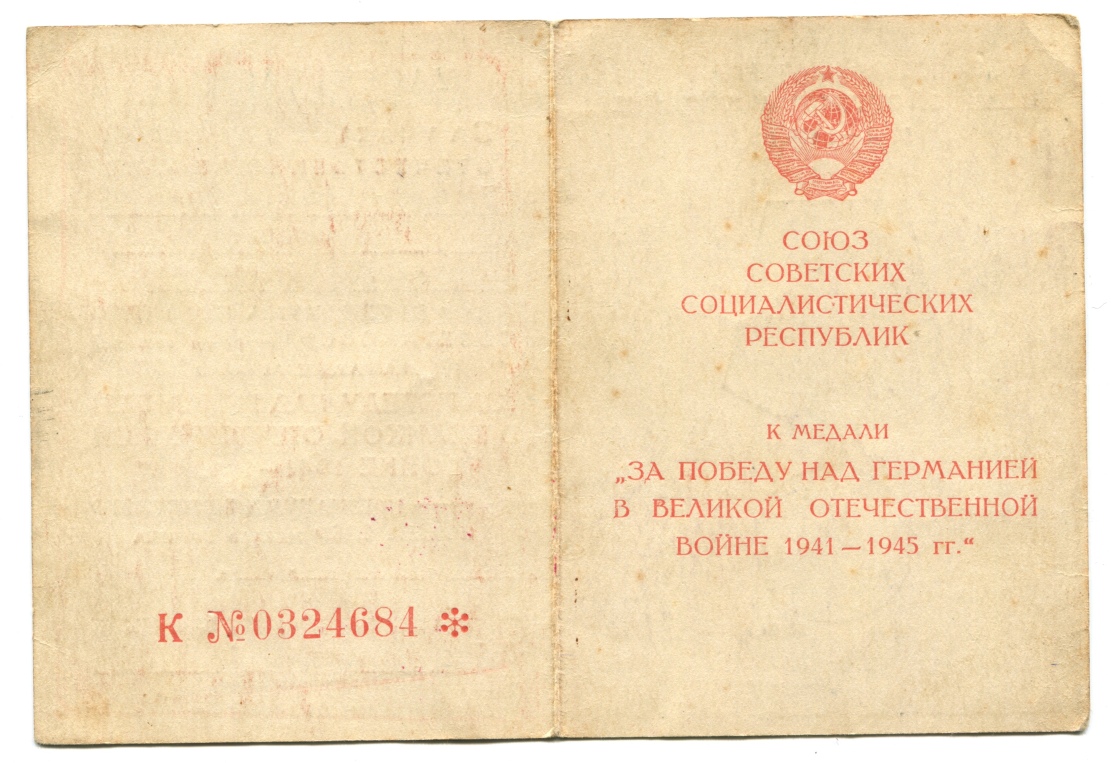 К №0324684 *
СОЮЗ
СОВЕТСКИХ
СОЦИАЛИСТИЧЕСКИХ
РЕСПУБЛИК
К МЕДАЛИ
„ЗА ПОБЕДУ НАД ГЕРМАНИЕЙ
В ВЕЛИКОЙ ОТЕЧЕСТВЕННОЙ
ВОЙНЕ 1941—1945 гг.“